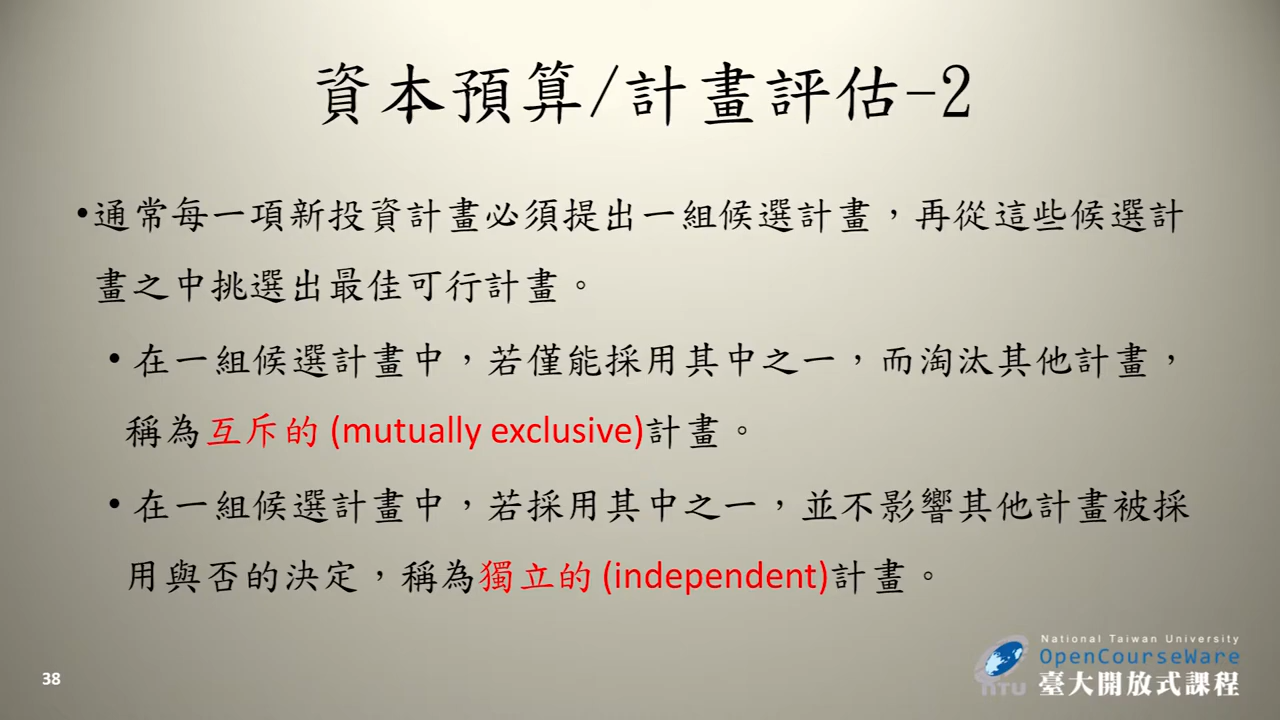 資本預算/計畫評估-2
•通常每一項新投資計畫必須提出一組候選計畫，再從這些候選計
畫之中挑選出最佳可行計畫。
• 在一組候選計畫中，若僅能採用其中之一，而淘汰其他計畫，
稱為互斥的 (mutually exclusive)計畫。
• 在一組候選計畫中，若採用其中之一，並不影響其他計畫被採
用與否的決定，稱為獨立的 (independent)計畫。
38
National Taiwan University
OpenCourseWare
NTU 臺大開放式課程